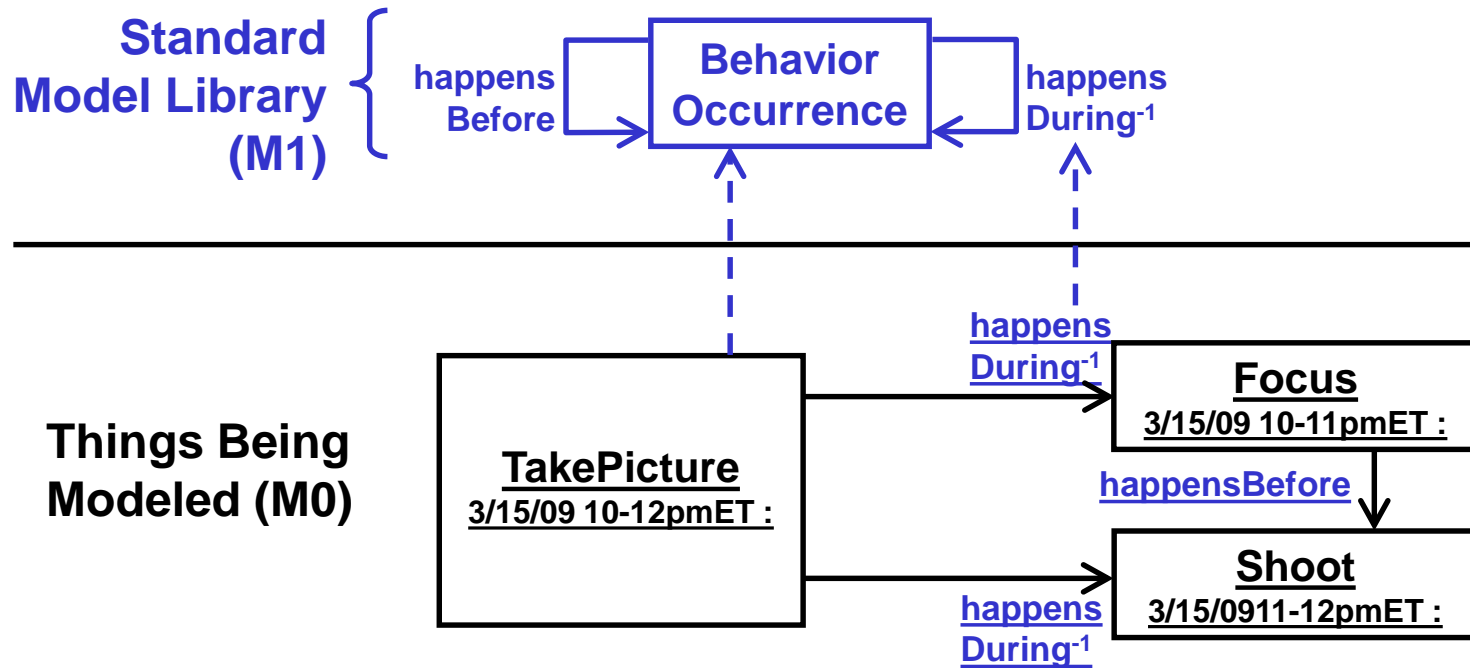 Standard
Model Library
(M1)
happens
Before
Behavior
Occurrence
happens
During-1
Things Being
Modeled (M0)
TakePicture
3/15/09 10-12pmET :
happens
During-1
Focus
3/15/09 10-11pmET :
happensBefore
Shoot
3/15/0911-12pmET :
happens
During-1